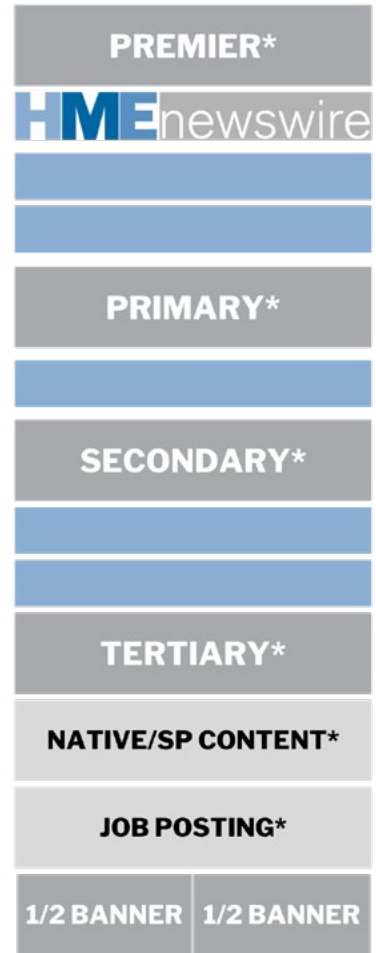 PREMIER*
HMEnewswire
PRIMARY*
SECONDARY*
TERTIARY*
NATIVE/SP CONTENT*
JOB POSTING*
1/2 BANNER 1/2 BANNER